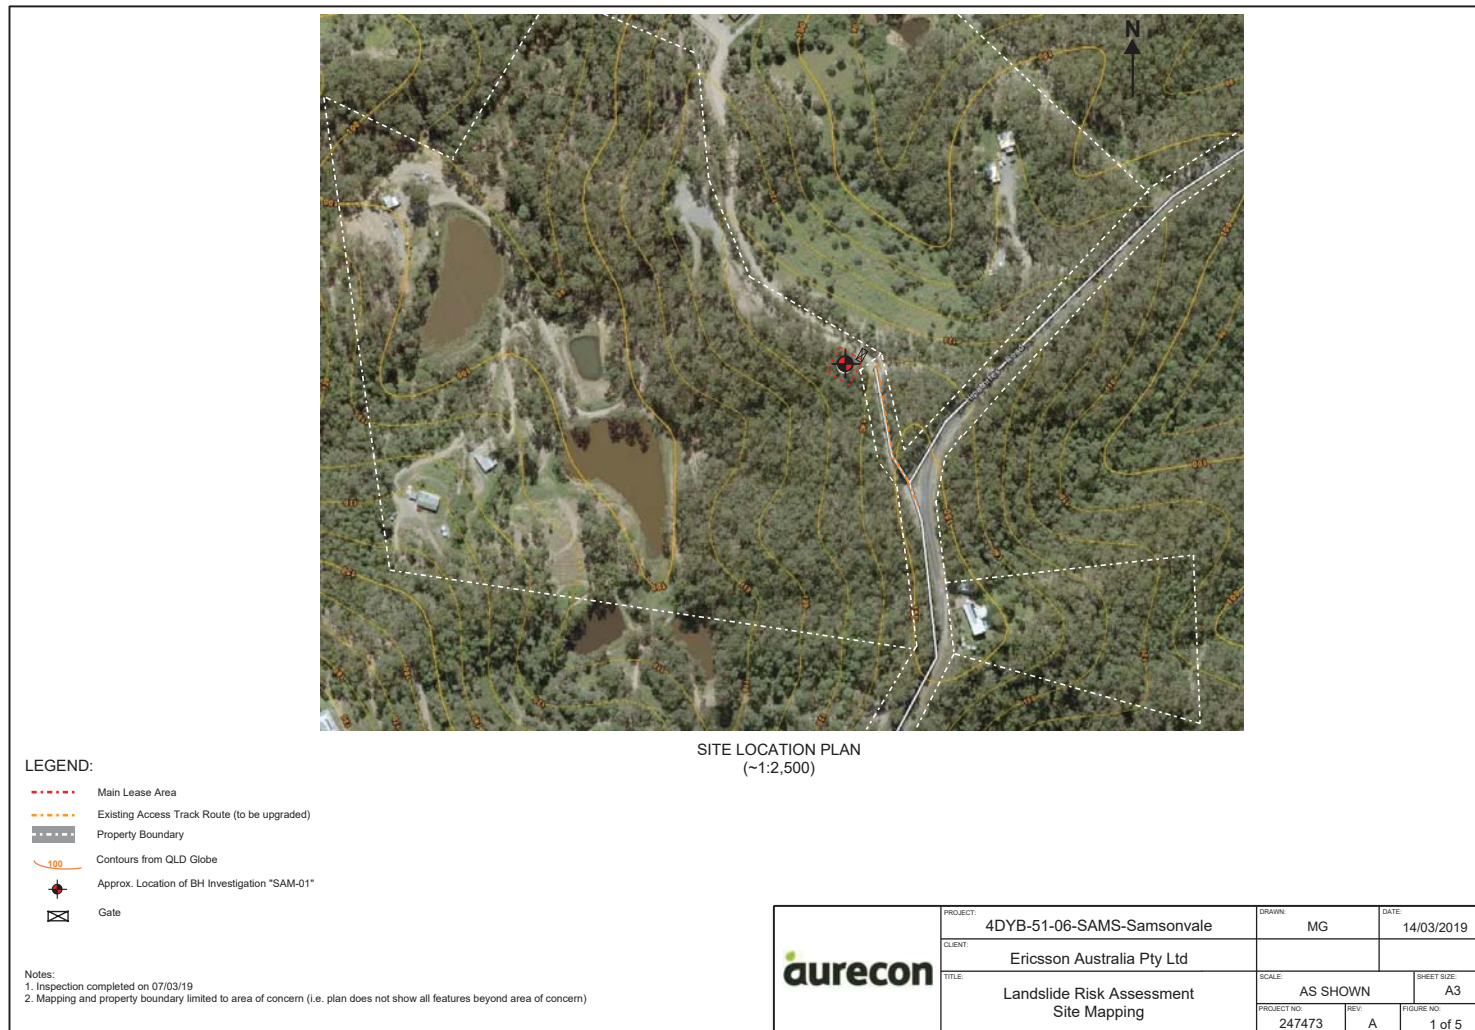 N
SITE LOCATION PLAN
(~1:2,500)
LEGEND:
Main Lease Area
Existing Access Track Route (to be upgraded)
Property Boundary
100
Contours from QLD Globe
Approx. Location of BH Investigation "SAM-01"
Gate
Notes:
1. Inspection completed on 07/03/19
2. Mapping and property boundary limited to area of concern (i.e. plan does not show all features beyond area of concern)
aurecon
PROJECT:
4DYB-51-06-SAMS-Samsonvale
DRAWN:
MG
DATE:
14/03/2019
CLIENT:
Ericsson Australia Pty Ltd
TITLE:
Landslide Risk Assessment
Site Mapping
SCALE:
AS SHOWN
SHEET SIZE:
A3
PROJECT NO:
247473
REV:
A
FIGURE NO:
1 of 5